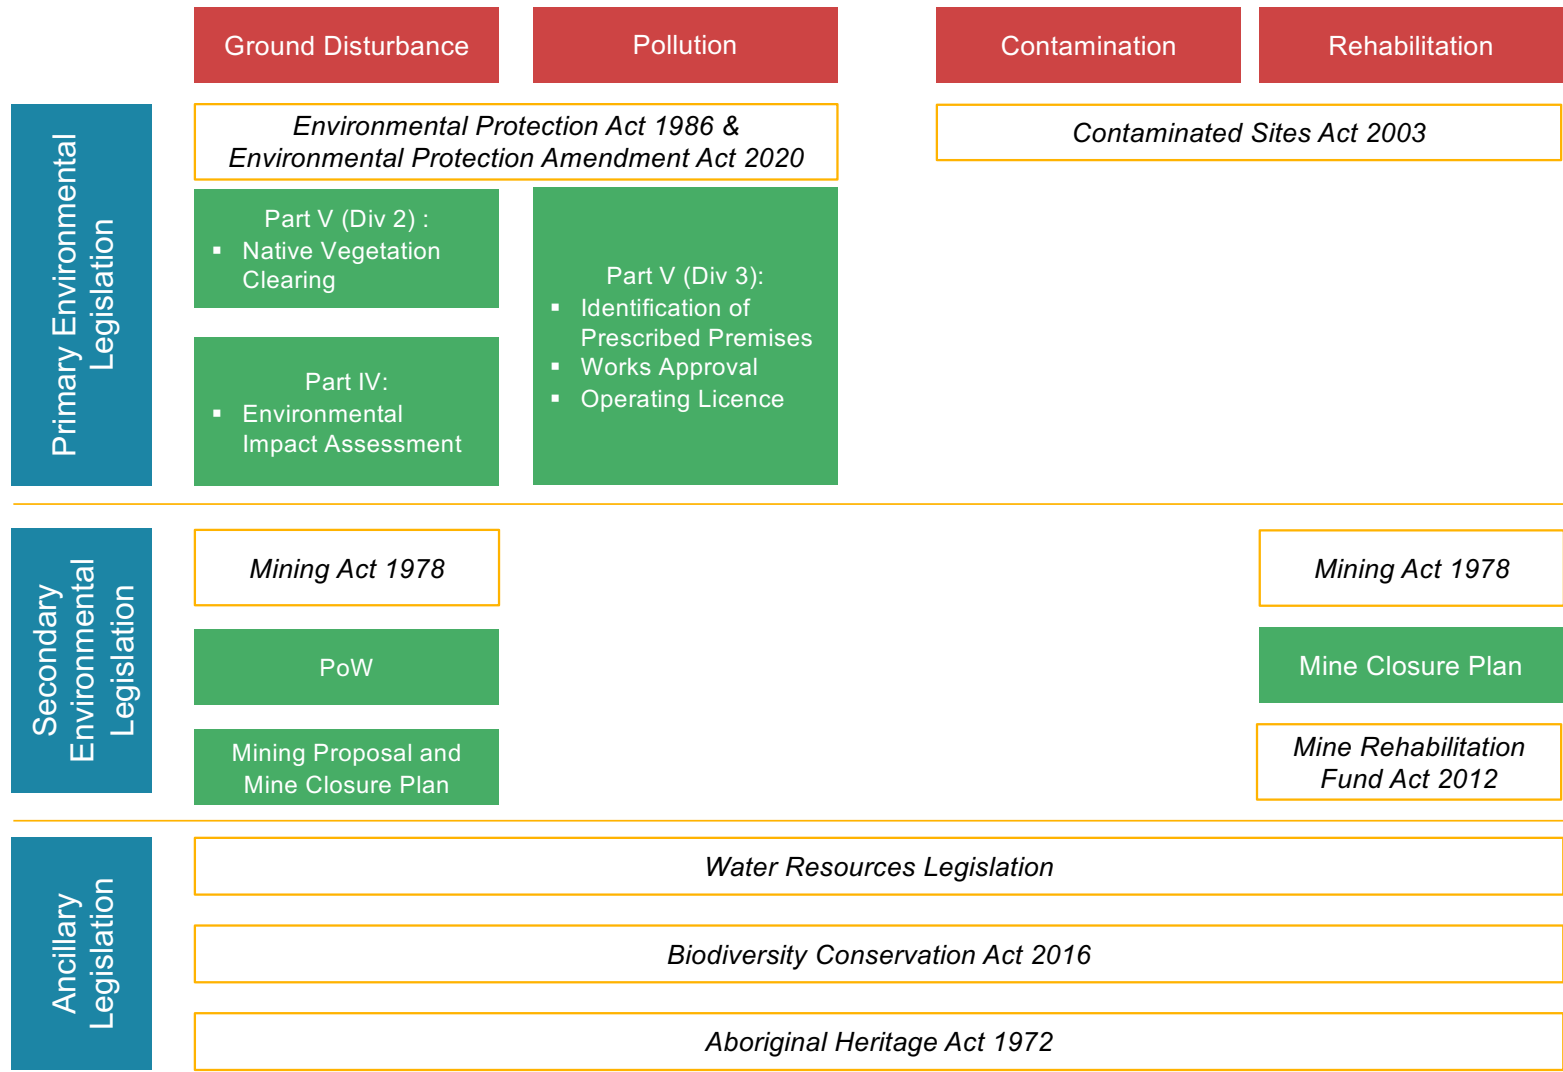 Ground Disturbance
Pollution
Contamination
Rehabilitation
Primary Environmental
Legislation
Environmental Protection Act 1986 &
Environmental Protection Amendment Act 2020
Contaminated Sites Act 2003
Part V (Div 2) :
▪ Native Vegetation
Clearing
Part IV:
▪ Environmental
Impact Assessment
Part V (Div 3):
▪ Identification of
Prescribed Premises
▪ Works Approval
▪ Operating Licence
Secondary
Environmental
Legislation
Mining Act 1978
PoW
Mining Proposal and
Mine Closure Plan
Mining Act 1978
Mine Closure Plan
Mine Rehabilitation
Fund Act 2012
Ancillary
Legislation
Water Resources Legislation
Biodiversity Conservation Act 2016
Aboriginal Heritage Act 1972